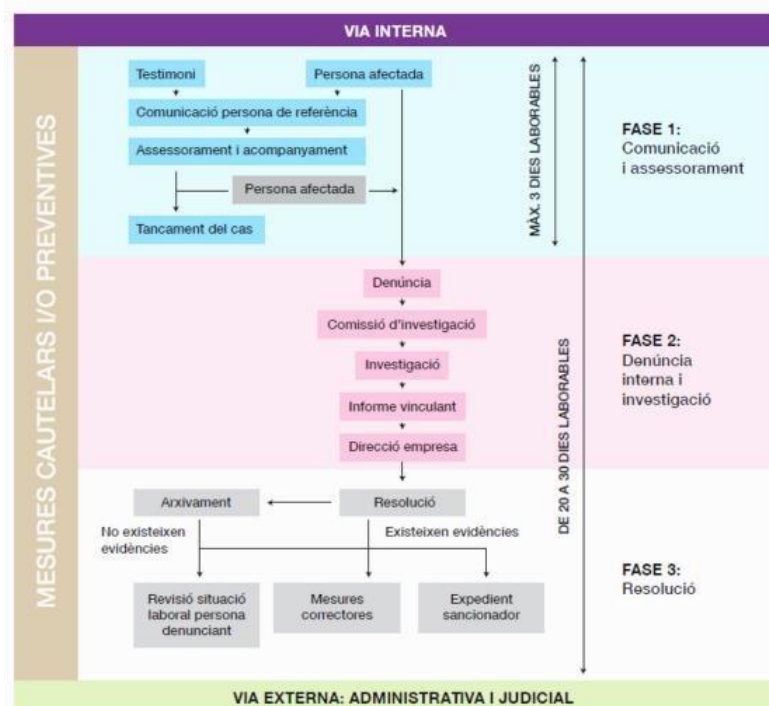 VIA INTERNA
MESURES CAUTELARS I/O PREVENTIVES
Testimoni
Persona afectada
Comunicació persona de referència
Assessorament i acompanyament
Persona afectada
Tancament del cas
MÀX. 3 DIES LABORABLES
FASE 1:
Comunicació
i assessorament
Denúncia
Comissió d'investigació
Investigació
Informe vinculant
Direcció empresa
DE 20 A 30 DIES LABORABLES
FASE 2:
Denúncia
interna i
investigació
Arxivament
Resolució
No existeixen
evidències
Existeixen evidències
Revisió situació
laboral persona
denunciant
Mesures
correctores
Expedient
sancionador
FASE 3:
Resolució
VIA EXTERNA: ADMINISTRATIVA I JUDICIAL